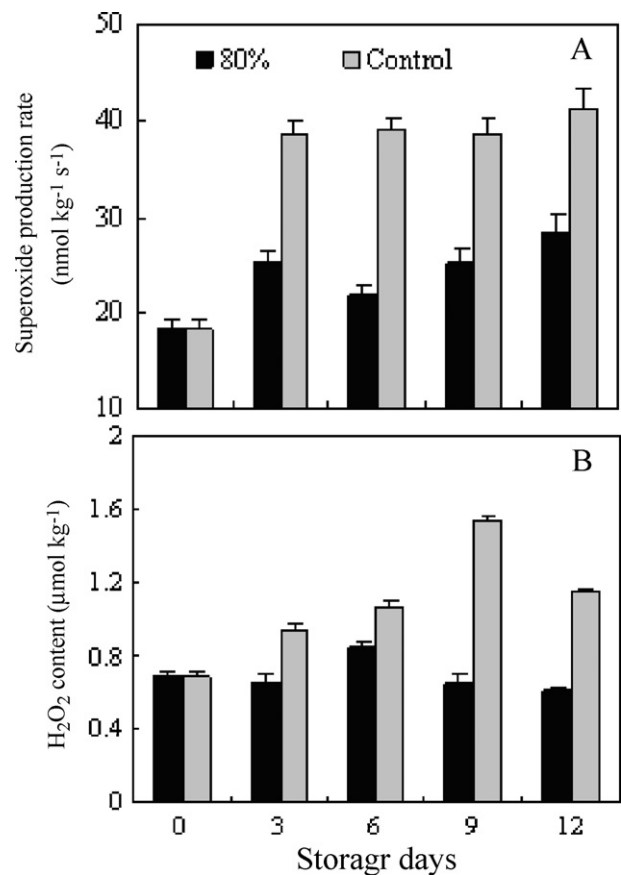 50
40
30
20
10
Superoxide production rate
(nmol kg-1 s-1)
80%
Control
A
2
1.6
1.2
0.8
0.4
0
H2O2 content (μmol kg-1)
B
0 3 6 9 12
Storagr days